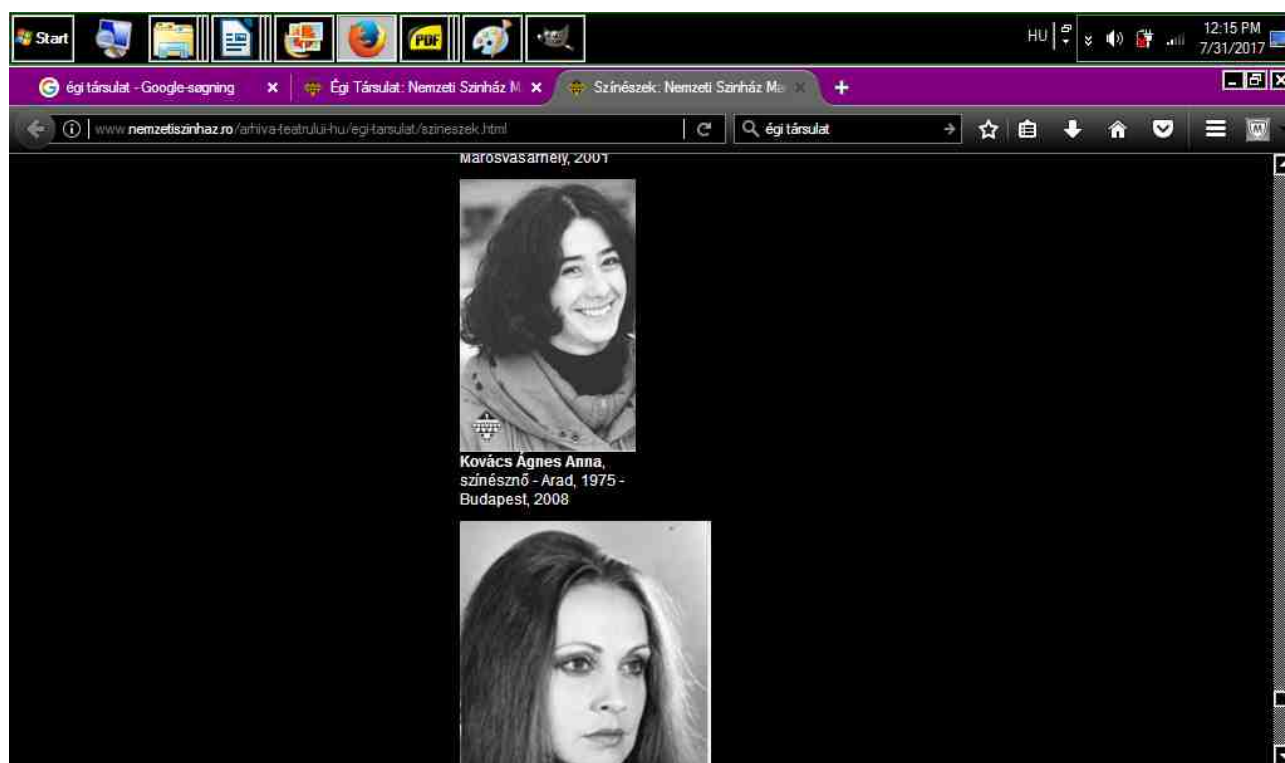 Start
PDF
HU
12:15 PM
7/31/2017
égi társulat - Google-søgning
Égi Társulat: Nemzeti Szinház M
Színészek: Nemzeti Szinház Ma
www.nemzetiszinhaz.ro/arhiva-teatrului-hu/egi-tarsulat/szineszek.html
égi társulat
Marosvásárhely, 2001
Kovács Ágnes Anna,
színésznő - Arad, 1975 -
Budapest, 2008